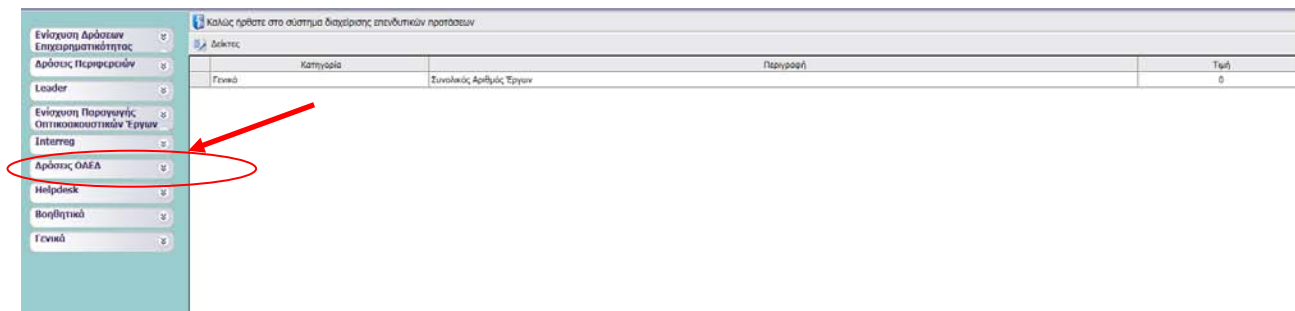 Καλώς ήρθατε στο σύστημα διαχείρισης επενδυτικών προτάσεων
Δείκτες
Κατηγορία Περιγραφή Τιμή
Γενικό Συνολικός Αριθμός Έργων 0
Ενίσχυση Δράσεων
Επιχειρηματικότητας
Δράσεις Περιφερειών
Leader
Ενίσχυση Παραγωγής
Οπτικοακουστικών Έργων
Interreg
Δράσεις ΟΛΕΔ
Helpdesk
Βοηθητικά
Γενικά